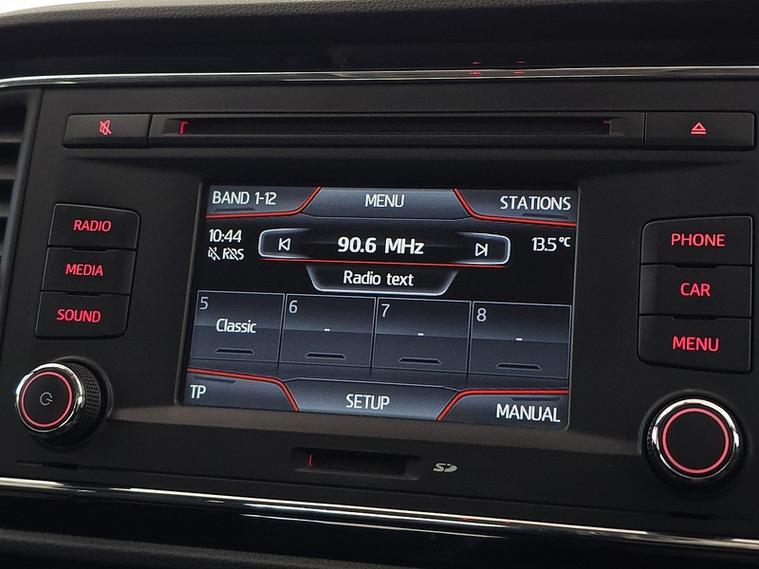 BAND 1-12 MENU STATIONS
RADIO
MEDIA
SOUND
10:44
RDS
90.6 MHz
13.5 °C
Radio text
5 6 7 8
Classic - - -
TP SETUP MANUAL
PHONE
CAR
MENU
SD